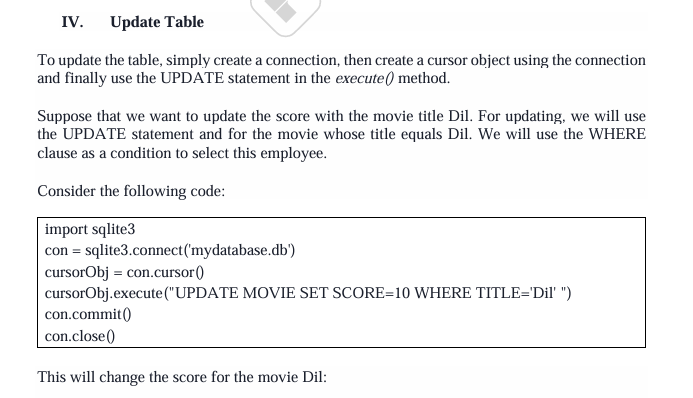 IV. Update Table
To update the table, simply create a connection, then create a cursor object using the connection
and finally use the UPDATE statement in the execute() method.
Suppose that we want to update the score with the movie title Dil. For updating, we will use
the UPDATE statement and for the movie whose title equals Dil. We will use the WHERE
clause as a condition to select this employee.
Consider the following code:
import sqlite3
con = sqlite3.connect('mydatabase.db')
cursorObj = con.cursor()
cursorObj.execute("UPDATE MOVIE SET SCORE=10 WHERE TITLE='Dil' ")
con.commit()
con.close()
This will change the score for the movie Dil: